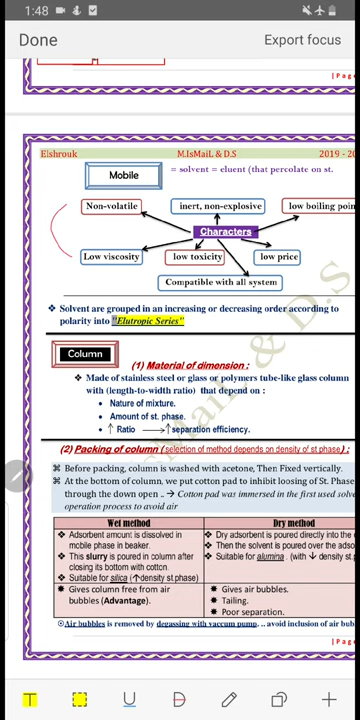 1:48
Done
Export focus
| Pag
Elshrouk M.IsMaiL & D.S 2019 - 20
Mobile
= solvent = eluent (that percolate on st.
Non-volatile
inert, non-explosive
low boiling poin
Characters
Low viscosity
low toxicity
low price
Compatible with all system
❖ Solvent are grouped in an increasing or decreasing order according to
polarity into "Elutropic Series"
Column
(1) Material of dimension :
❖ Made of stainless steel or glass or polymers tube-like glass column
with (length-to-width ratio) that depend on :
• Nature of mixture.
• Amount of st. phase.
• ↑ Ratio ⟶↑ separation efficiency.
(2) Packing of column (selection of method depends on density of st phase) :
⌘ Before packing, column is washed with acetone, Then Fixed vertically.
⌘ At the bottom of column, we put cotton pad to inhibit loosing of St. Phase
through the down open .. → Cotton pad was immersed in the first used solve
operation process to avoid air
Wet method
Dry method
❖ Adsorbent amount is dissolved in
mobile phase in beaker.
❖ This slurry is poured in column after
closing its bottom with cotton.
❖ Suitable for silica (↑density st.phase)
❖ Dry adsorbent is poured directly into the
❖ Then the solvent is poured over the adso
❖ Suitable for alumina . (with ↓ density st.p
✷ Gives column free from air
bubbles (Advantage).
✷ Gives air bubbles.
✷ Tailing.
✷ Poor separation.
⊙Air bubbles is removed by degassing with vaccum pump. .. avoid inclusion of air bub
| Pag
T
U
D